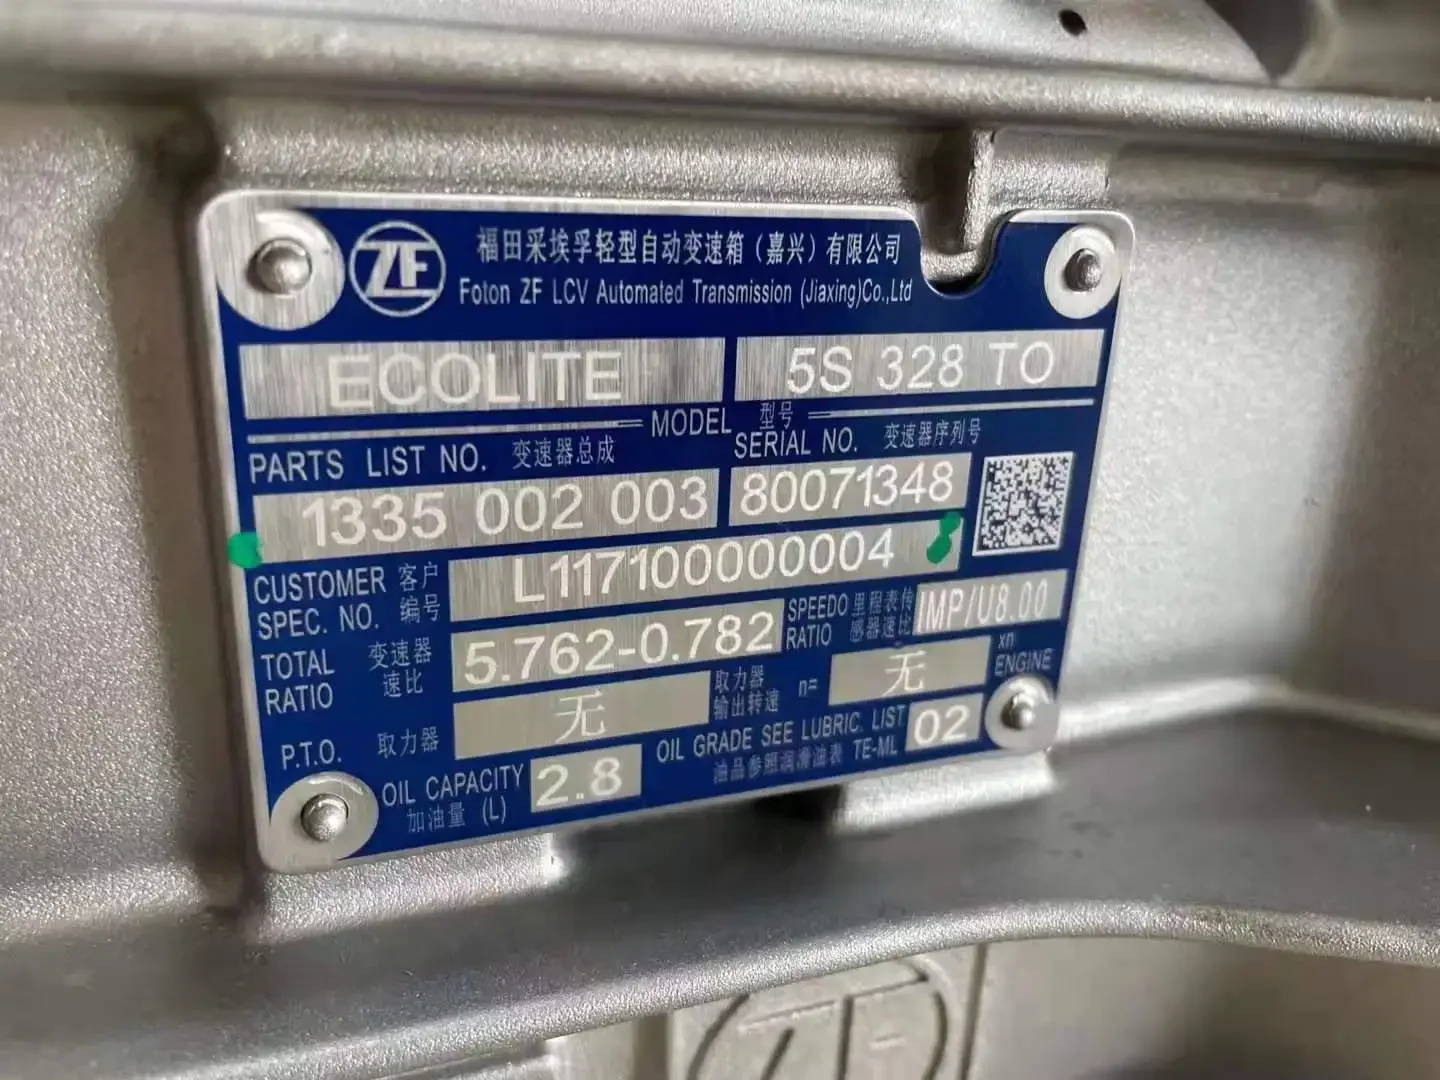 ZF 福田采埃孚轻型自动变速箱（嘉兴）有限公司
Foton ZF LCV Automated Transmission (Jiaxing)Co.,Ltd
ECOLITE 5S 328 TO
MODEL 型号
PARTS LIST NO. 变速器总成 SERIAL NO. 变速器序列号
1335 002 003 80071348
CUSTOMER 客户 SPEC. NO. 编号 L117100000004
TOTAL RATIO 变速器速比 5.762-0.782 SPEEDO RATIO 里程表传感器速比 IMP/U8.00
P.T.O. 取力器 无 取力器输出转速 n= 无 xn ENGINE
OIL CAPACITY 加油量 (L) 2.8 OIL GRADE SEE LUBRIC. LIST 油品参照润滑油表 TE-ML 02
ZF